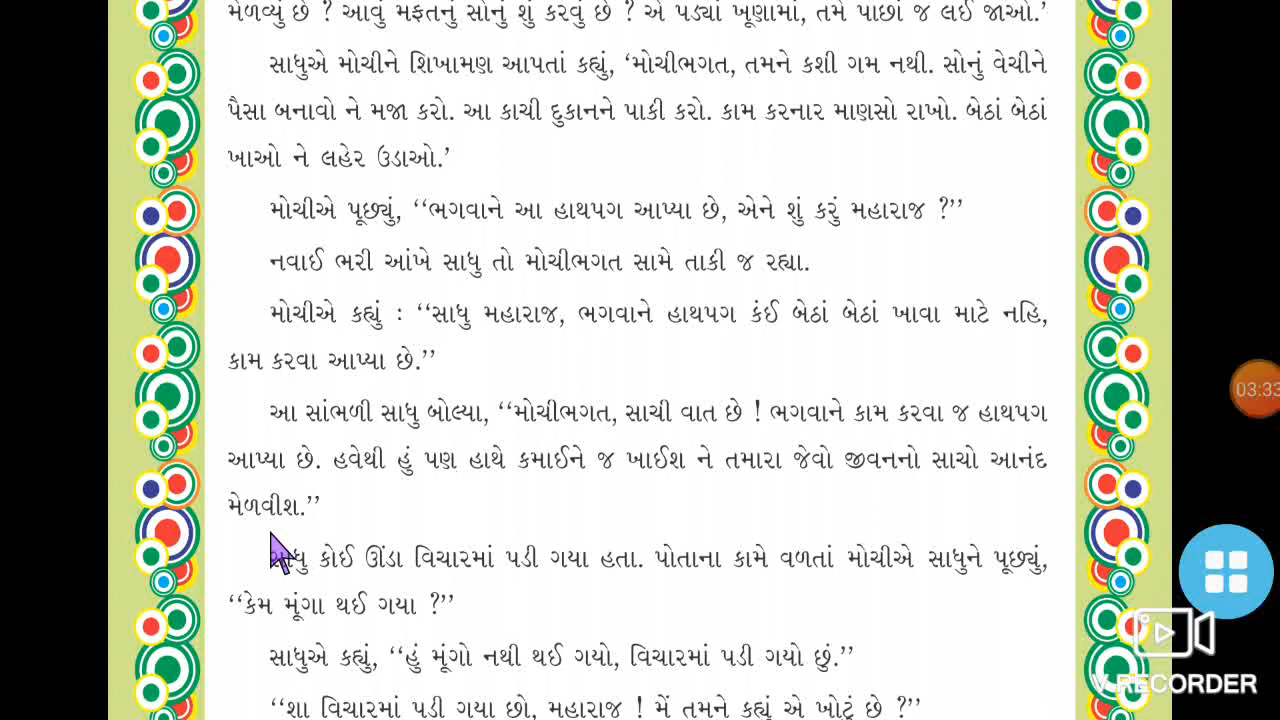 મેળવ્યું છે ? આવું મફતનું સોનું શું કરવું છે ? એ પડ્યાં ખૂણામાં, તમે પાછાં જ લઈ જાઓ.’
સાધુએ મોચીને શિખામણ આપતાં કહ્યું, ‘મોચીભગત, તમને કશી ગમ નથી. સોનું વેચીને
પૈસા બનાવો ને મજા કરો. આ કાચી દુકાનને પાકી કરો. કામ કરનાર માણસો રાખો. બેઠાં બેઠાં
ખાઓ ને લહેર ઉડાઓ.’
મોચીએ પૂછ્યું, ‘‘ભગવાને આ હાથપગ આપ્યા છે, એને શું કરું મહારાજ ?’’
નવાઈ ભરી આંખે સાધુ તો મોચીભગત સામે તાકી જ રહ્યા.
મોચીએ કહ્યું : ‘‘સાધુ મહારાજ, ભગવાને હાથપગ કંઈ બેઠાં બેઠાં ખાવા માટે નહિ,
કામ કરવા આપ્યા છે.’’
આ સાંભળી સાધુ બોલ્યા, ‘‘મોચીભગત, સાચી વાત છે ! ભગવાને કામ કરવા જ હાથપગ
આપ્યા છે. હવેથી હું પણ હાથે કમાઈને જ ખાઈશ ને તમારા જેવો જીવનનો સાચો આનંદ
મેળવીશ.’’
સાધુ કોઈ ઊંડા વિચારમાં પડી ગયા હતા. પોતાના કામે વળતાં મોચીએ સાધુને પૂછ્યું,
‘‘કેમ મૂંગા થઈ ગયા ?’’
સાધુએ કહ્યું, ‘‘હું મૂંગો નથી થઈ ગયો, વિચારમાં પડી ગયો છું.’’
‘‘શા વિચારમાં પડી ગયા છો, મહારાજ ! મેં તમને કહ્યું એ ખોટું છે ?’’
03:33
V RECORDER